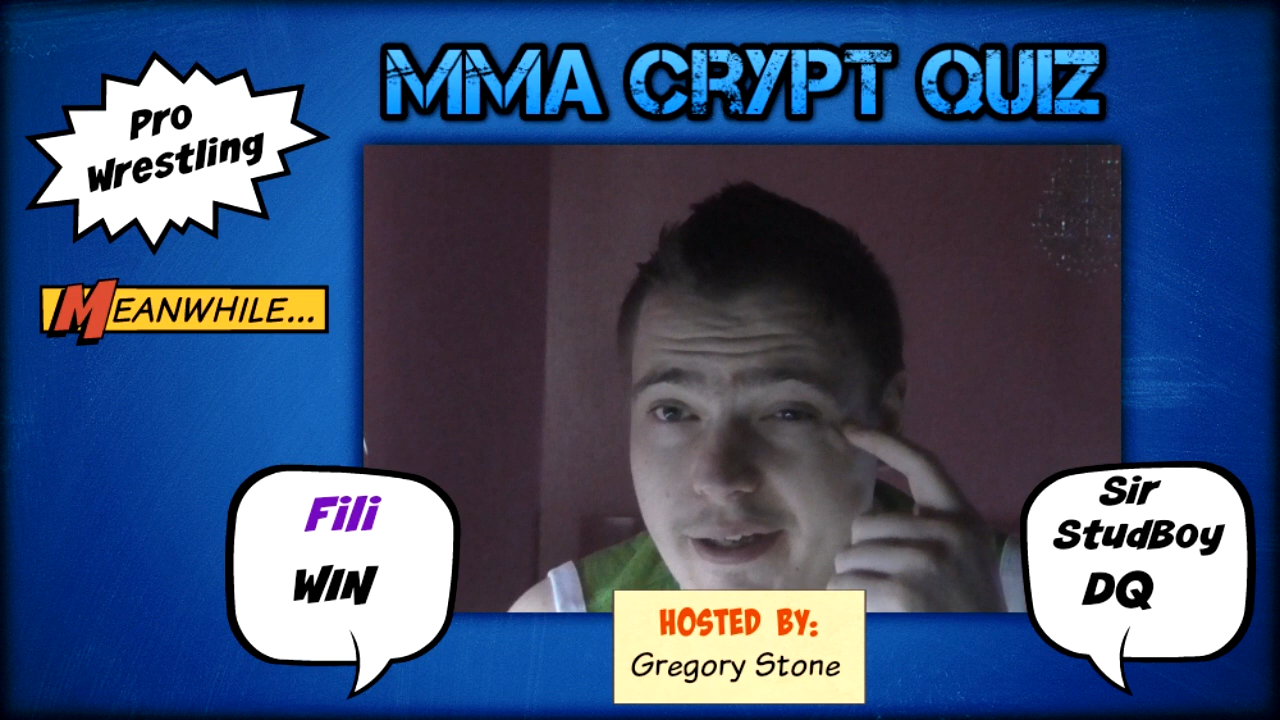 MMA CRYPT QUIZ
Pro
Wrestling
MEANWHILE...
Fili
WIN
Sir
StudBoy
DQ
HOSTED BY:
Gregory Stone